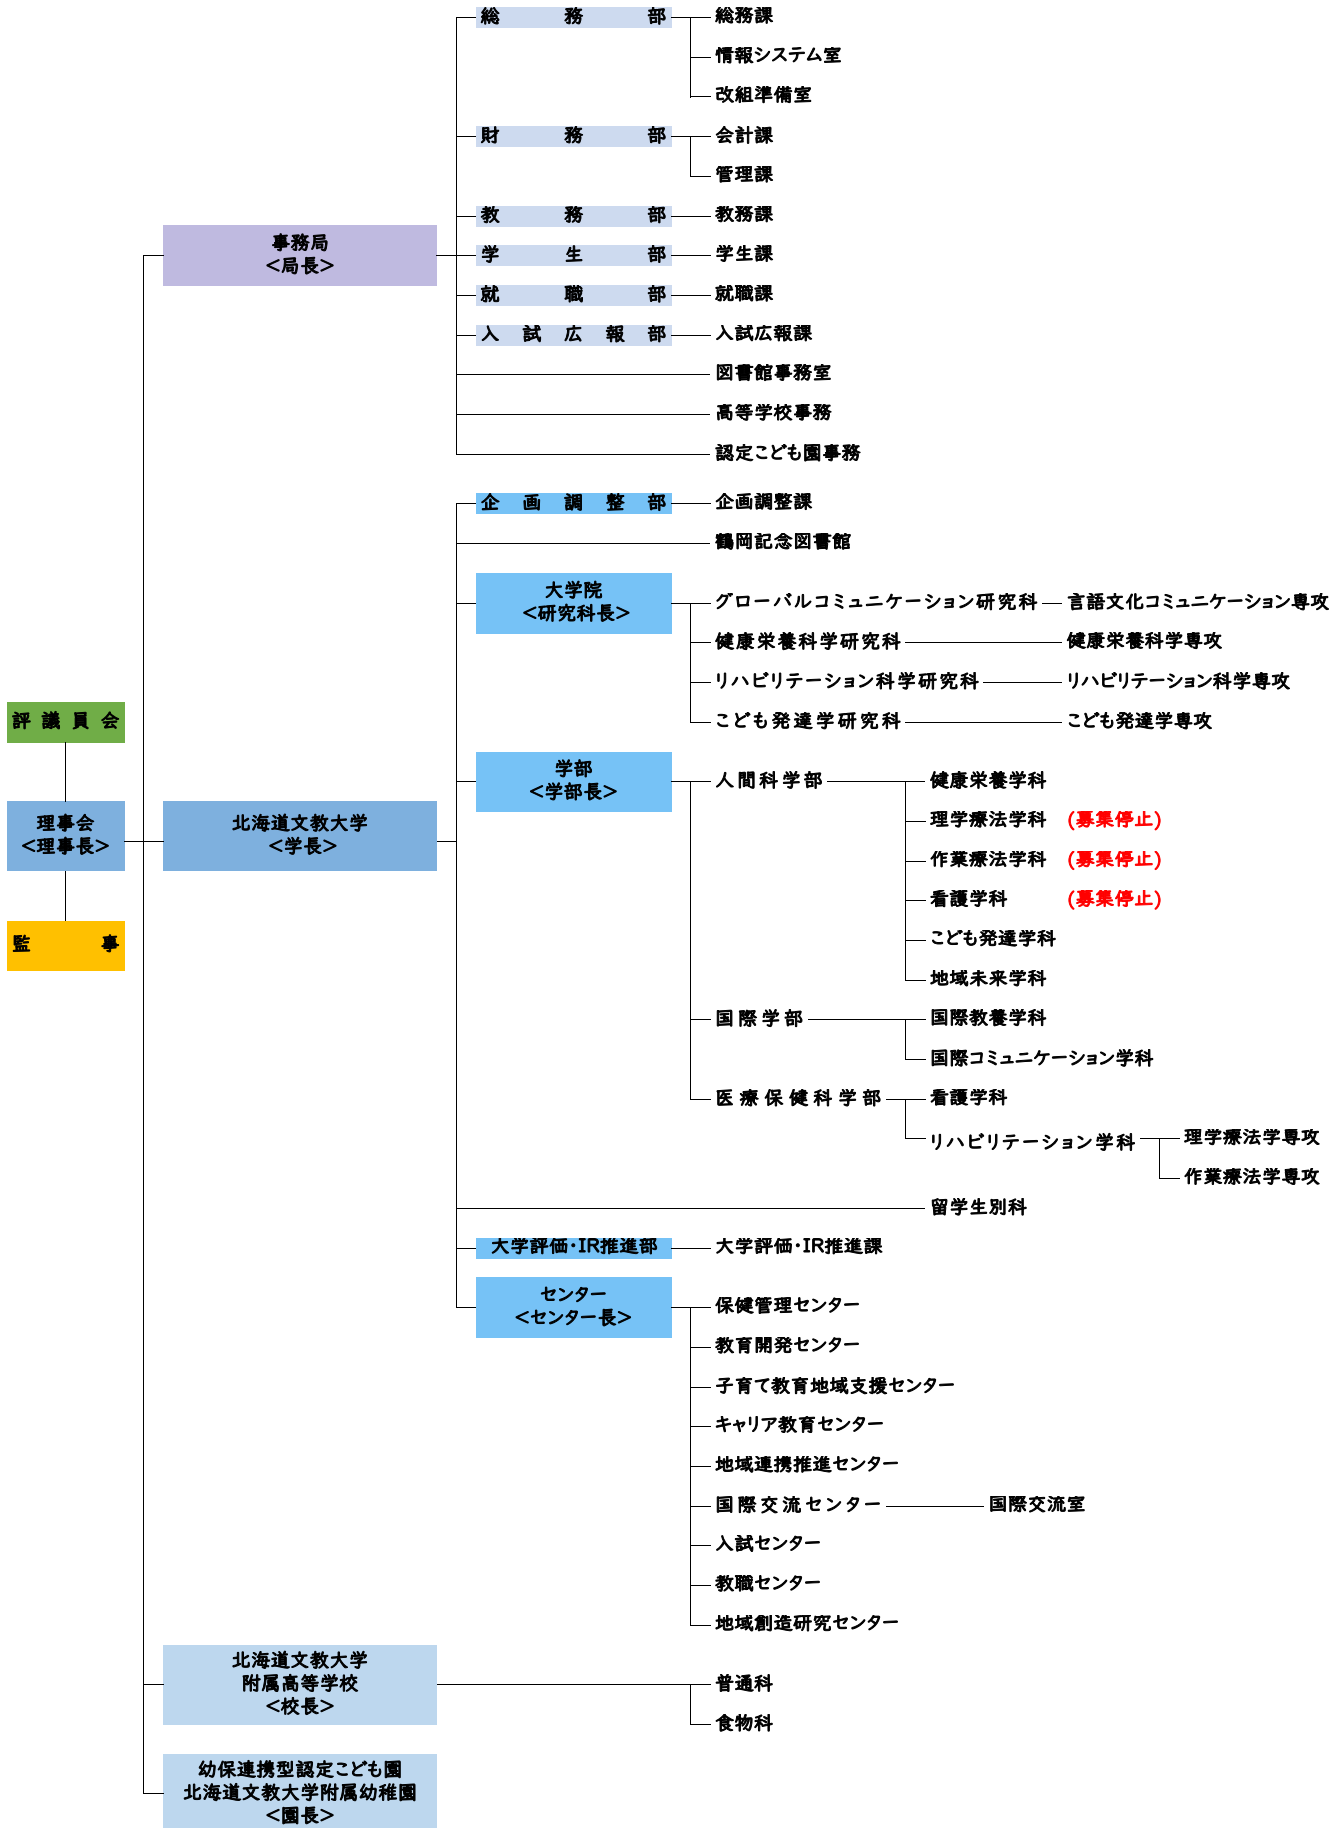 総務部
総務課
情報システム室
改組準備室
財務部
会計課
管理課
教務部
教務課
事務局
<局長>
学生部
学生課
就職部
就職課
入試広報部
入試広報課
図書館事務室
高等学校事務
認定こども園事務
企画調整部
企画調整課
鶴岡記念図書館
大学院
<研究科長>
グローバルコミュニケーション研究科
言語文化コミュニケーション専攻
健康栄養科学研究科
健康栄養科学専攻
リハビリテーション科学研究科
リハビリテーション科学専攻
こども発達学研究科
こども発達学専攻
評議員会
理事会
<理事長>
監事
北海道文教大学
<学長>
学部
<学部長>
人間科学部
健康栄養学科
理学療法学科 (募集停止)
作業療法学科 (募集停止)
看護学科 (募集停止)
こども発達学科
地域未来学科
国際学部
国際教養学科
国際コミュニケーション学科
医療保健科学部
看護学科
リハビリテーション学科
理学療法学専攻
作業療法学専攻
留学生別科
大学評価・IR推進部
大学評価・IR推進課
センター
<センター長>
保健管理センター
教育開発センター
子育て教育地域支援センター
キャリア教育センター
地域連携推進センター
国際交流センター
国際交流室
入試センター
教職センター
地域創造研究センター
北海道文教大学
附属高等学校
<校長>
普通科
食物科
幼保連携型認定こども園
北海道文教大学附属幼稚園
<園長>